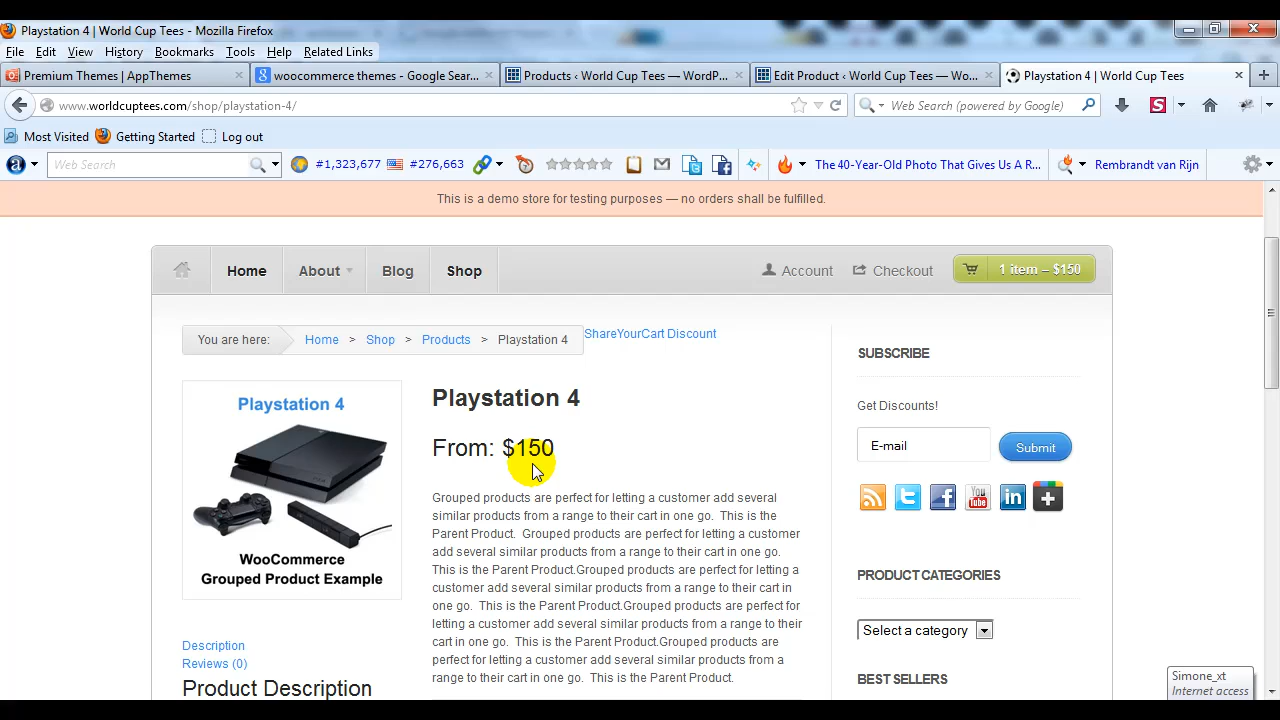 Playstation 4 | World Cup Tees - Mozilla Firefox
File Edit View History Bookmarks Tools Help Related Links
Premium Themes | AppThemes
woocommerce themes - Google Sear...
Products ‹ World Cup Tees — WordP...
Edit Product ‹ World Cup Tees — Wo...
Playstation 4 | World Cup Tees
www.worldcuptees.com/shop/playstation-4/
Web Search (powered by Google)
Most Visited Getting Started Log out
Web Search
#1,323,677 #276,663
The 40-Year-Old Photo That Gives Us A R...
Rembrandt van Rijn
This is a demo store for testing purposes — no orders shall be fulfilled.
Home About Blog Shop
Account Checkout 1 item – $150
You are here: Home > Shop > Products > Playstation 4
ShareYourCart Discount
Playstation 4
WooCommerce
Grouped Product Example
Description
Reviews (0)
Product Description
Playstation 4
From: $150
Grouped products are perfect for letting a customer add several
similar products from a range to their cart in one go.  This is the
Parent Product.  Grouped products are perfect for letting a customer
add several similar products from a range to their cart in one go.
This is the Parent Product.Grouped products are perfect for letting a
customer add several similar products from a range to their cart in
one go.  This is the Parent Product.Grouped products are perfect for
letting a customer add several similar products from a range to their
cart in one go.  This is the Parent Product.Grouped products are
perfect for letting a customer add several similar products from a
range to their cart in one go.  This is the Parent Product.
SUBSCRIBE
Get Discounts!
E-mail
Submit
You
Tube
PRODUCT CATEGORIES
Select a category
BEST SELLERS
Simone_xt
Internet access